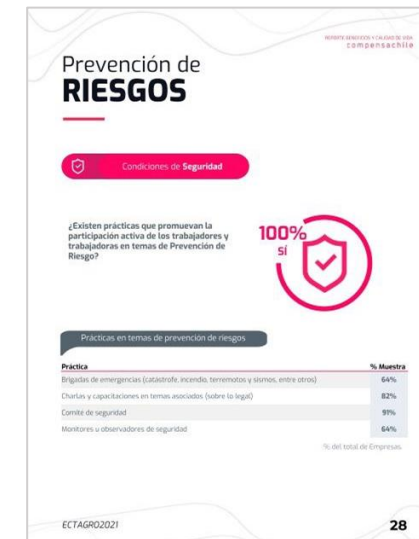 REPORTE BENEFICIOS Y CALIDAD DE VIDA
compensachile
Prevención de
RIESGOS
Condiciones de Seguridad
¿Existen prácticas que promuevan la
participación activa de los trabajadores y
trabajadoras en temas de Prevención de
Riesgo?
100%
SÍ
Prácticas en temas de prevención de riesgos
Práctica % Muestra
Brigadas de emergencias (catástrofe, incendio, terremotos y sismos, entre otros) 64%
Charlas y capacitaciones en temas asociados (sobre lo legal) 82%
Comité de seguridad 91%
Monitores u observadores de seguridad 64%
% del total de Empresas.
ECTAGRO2021
28